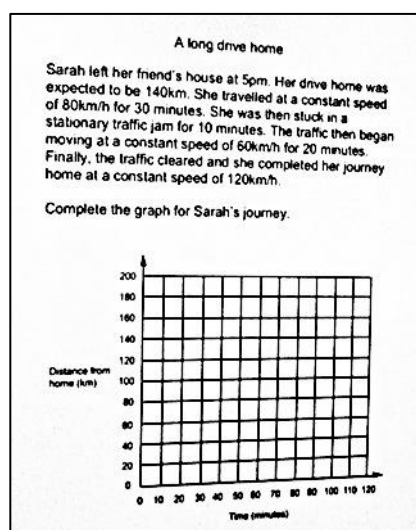 A long drive home
Sarah left her friend's house at 5pm. Her drive home was
expected to be 140km. She travelled at a constant speed
of 80km/h for 30 minutes. She was then stuck in a
stationary traffic jam for 10 minutes. The traffic then began
moving at a constant speed of 60km/h for 20 minutes.
Finally, the traffic cleared and she completed her journey
home at a constant speed of 120km/h.
Complete the graph for Sarah's journey.
200
180
160
140
120
Distance from
home (km)
100
80
60
40
20
0
0 10 20 30 40 50 60 70 80 90 100 110 120
Time (minutes)